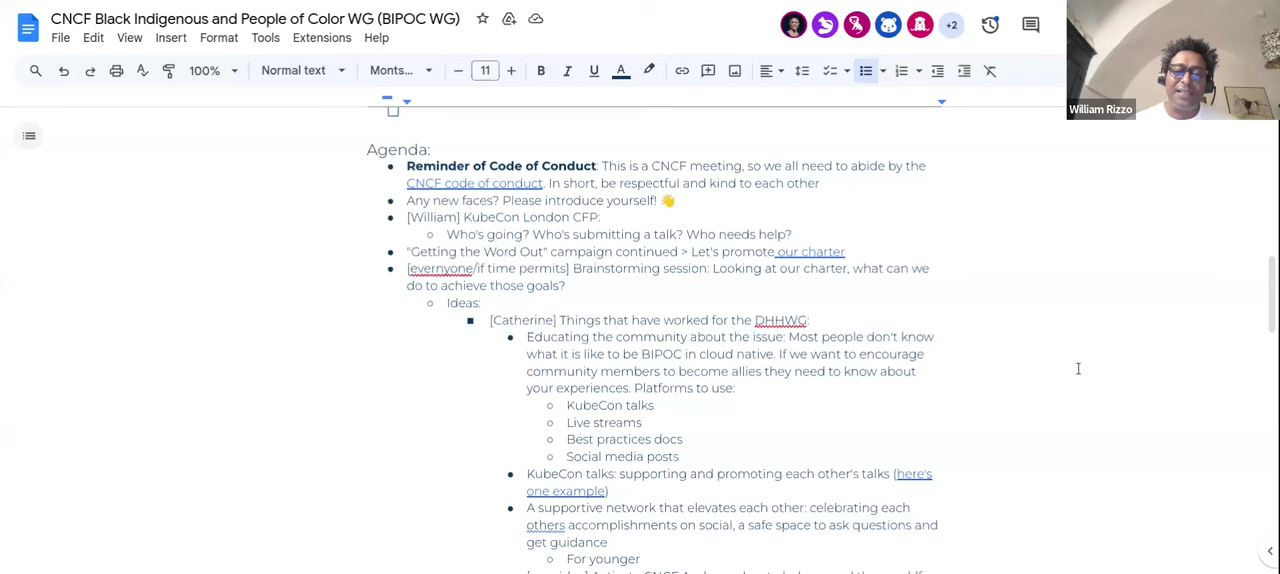 CNCF Black Indigenous and People of Color WG (BIPOC WG)
File Edit View Insert Format Tools Extensions Help
+2
100% Normal text Monts... 11 B I U A
William Rizzo
Agenda:
Reminder of Code of Conduct: This is a CNCF meeting, so we all need to abide by the
CNCF code of conduct. In short, be respectful and kind to each other
Any new faces? Please introduce yourself! 👋
[William] KubeCon London CFP:
Who's going? Who's submitting a talk? Who needs help?
"Getting the Word Out" campaign continued > Let's promote our charter
[evernyone/if time permits] Brainstorming session: Looking at our charter, what can we
do to achieve those goals?
Ideas:
[Catherine] Things that have worked for the DHHWG:
Educating the community about the issue: Most people don't know
what it is like to be BIPOC in cloud native. If we want to encourage
community members to become allies they need to know about
your experiences. Platforms to use:
KubeCon talks
Live streams
Best practices docs
Social media posts
KubeCon talks: supporting and promoting each other's talks (here's
one example)
A supportive network that elevates each other: celebrating each
others accomplishments on social, a safe space to ask questions and
get guidance
For younger